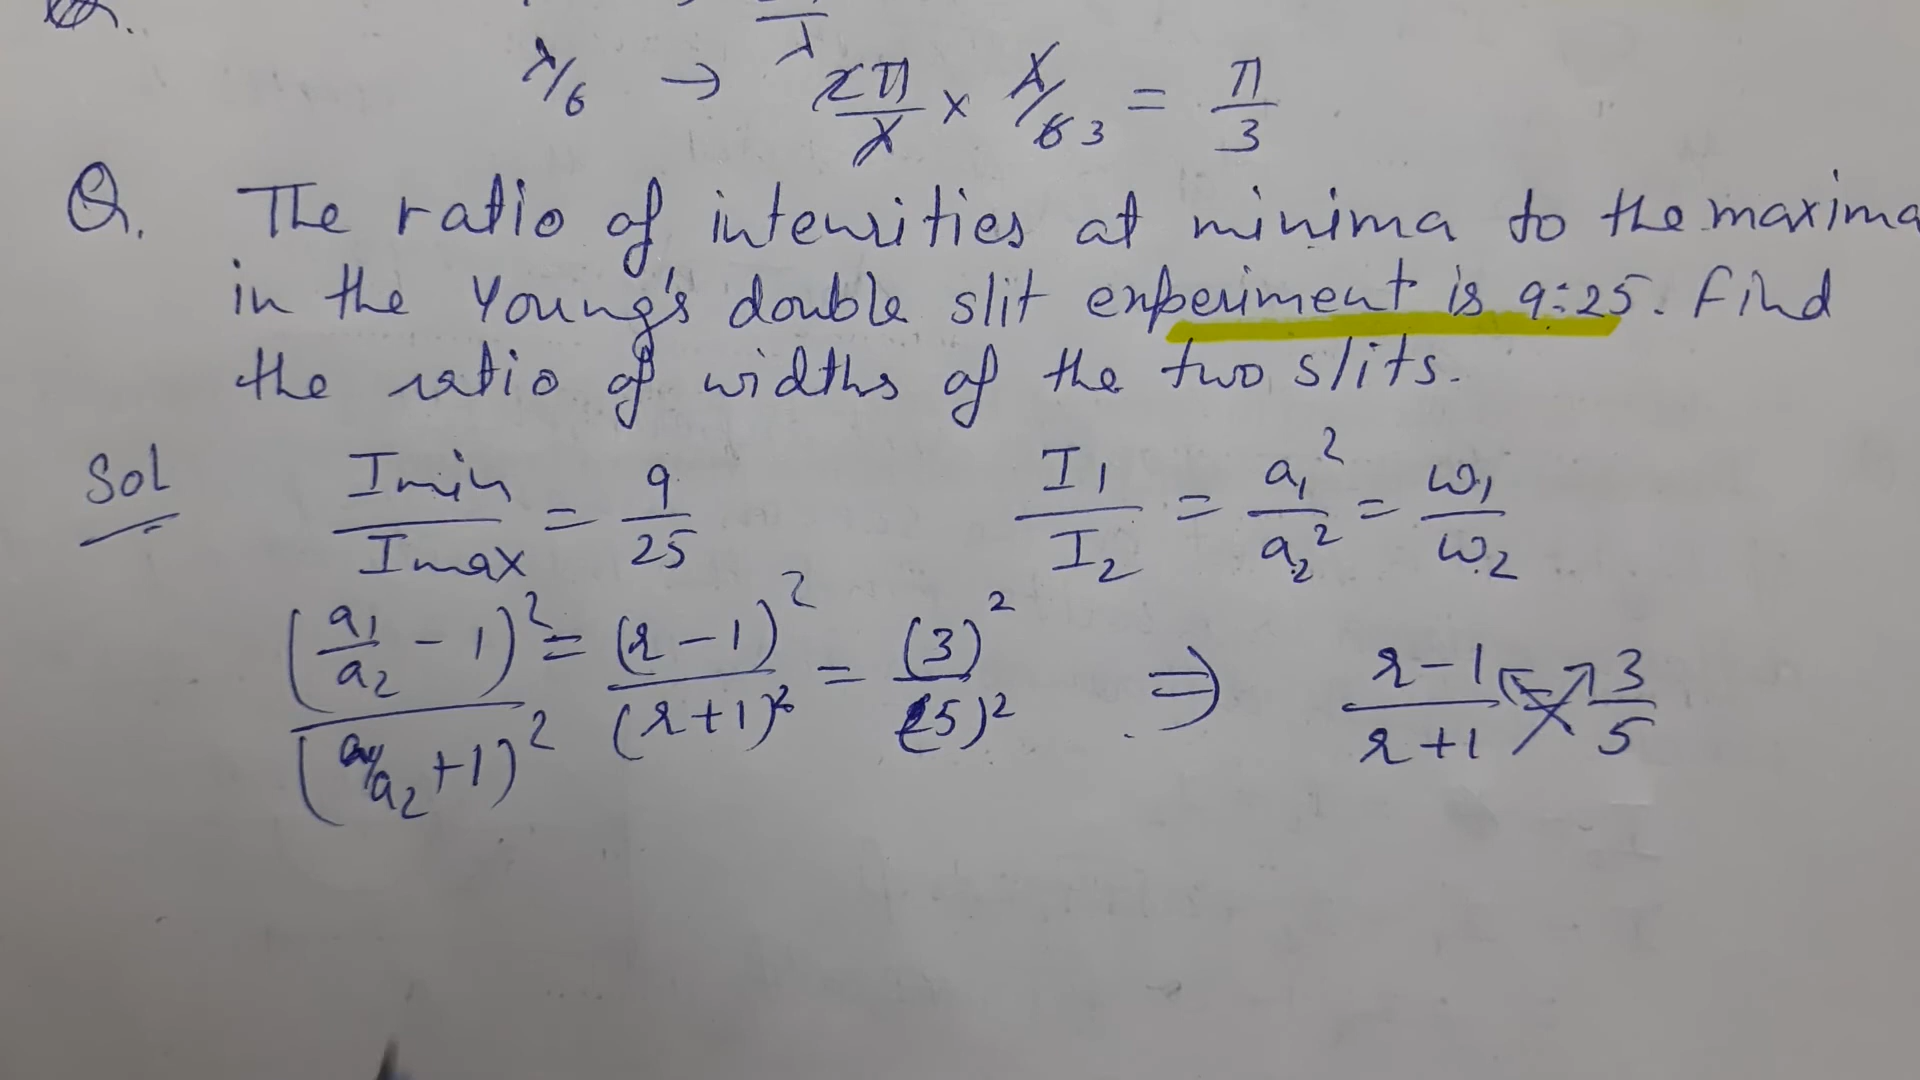 λ
λ/6 → 2π/λ × λ/6 3 = π/3
Q. The ratio of intensities at minima to the maxima
in the Young's double slit experiment is 9:25. Find
the ratio of widths of the two slits.
Sol Imin/Imax = 9/25 I1/I2 = a1²/a2² = ω1/ω2
(a1/a2 - 1)²/(a1/a2 + 1)² = (r-1)²/(r+1)² = (3)²/(5)² ⇒ r-1/r+1 = 3/5